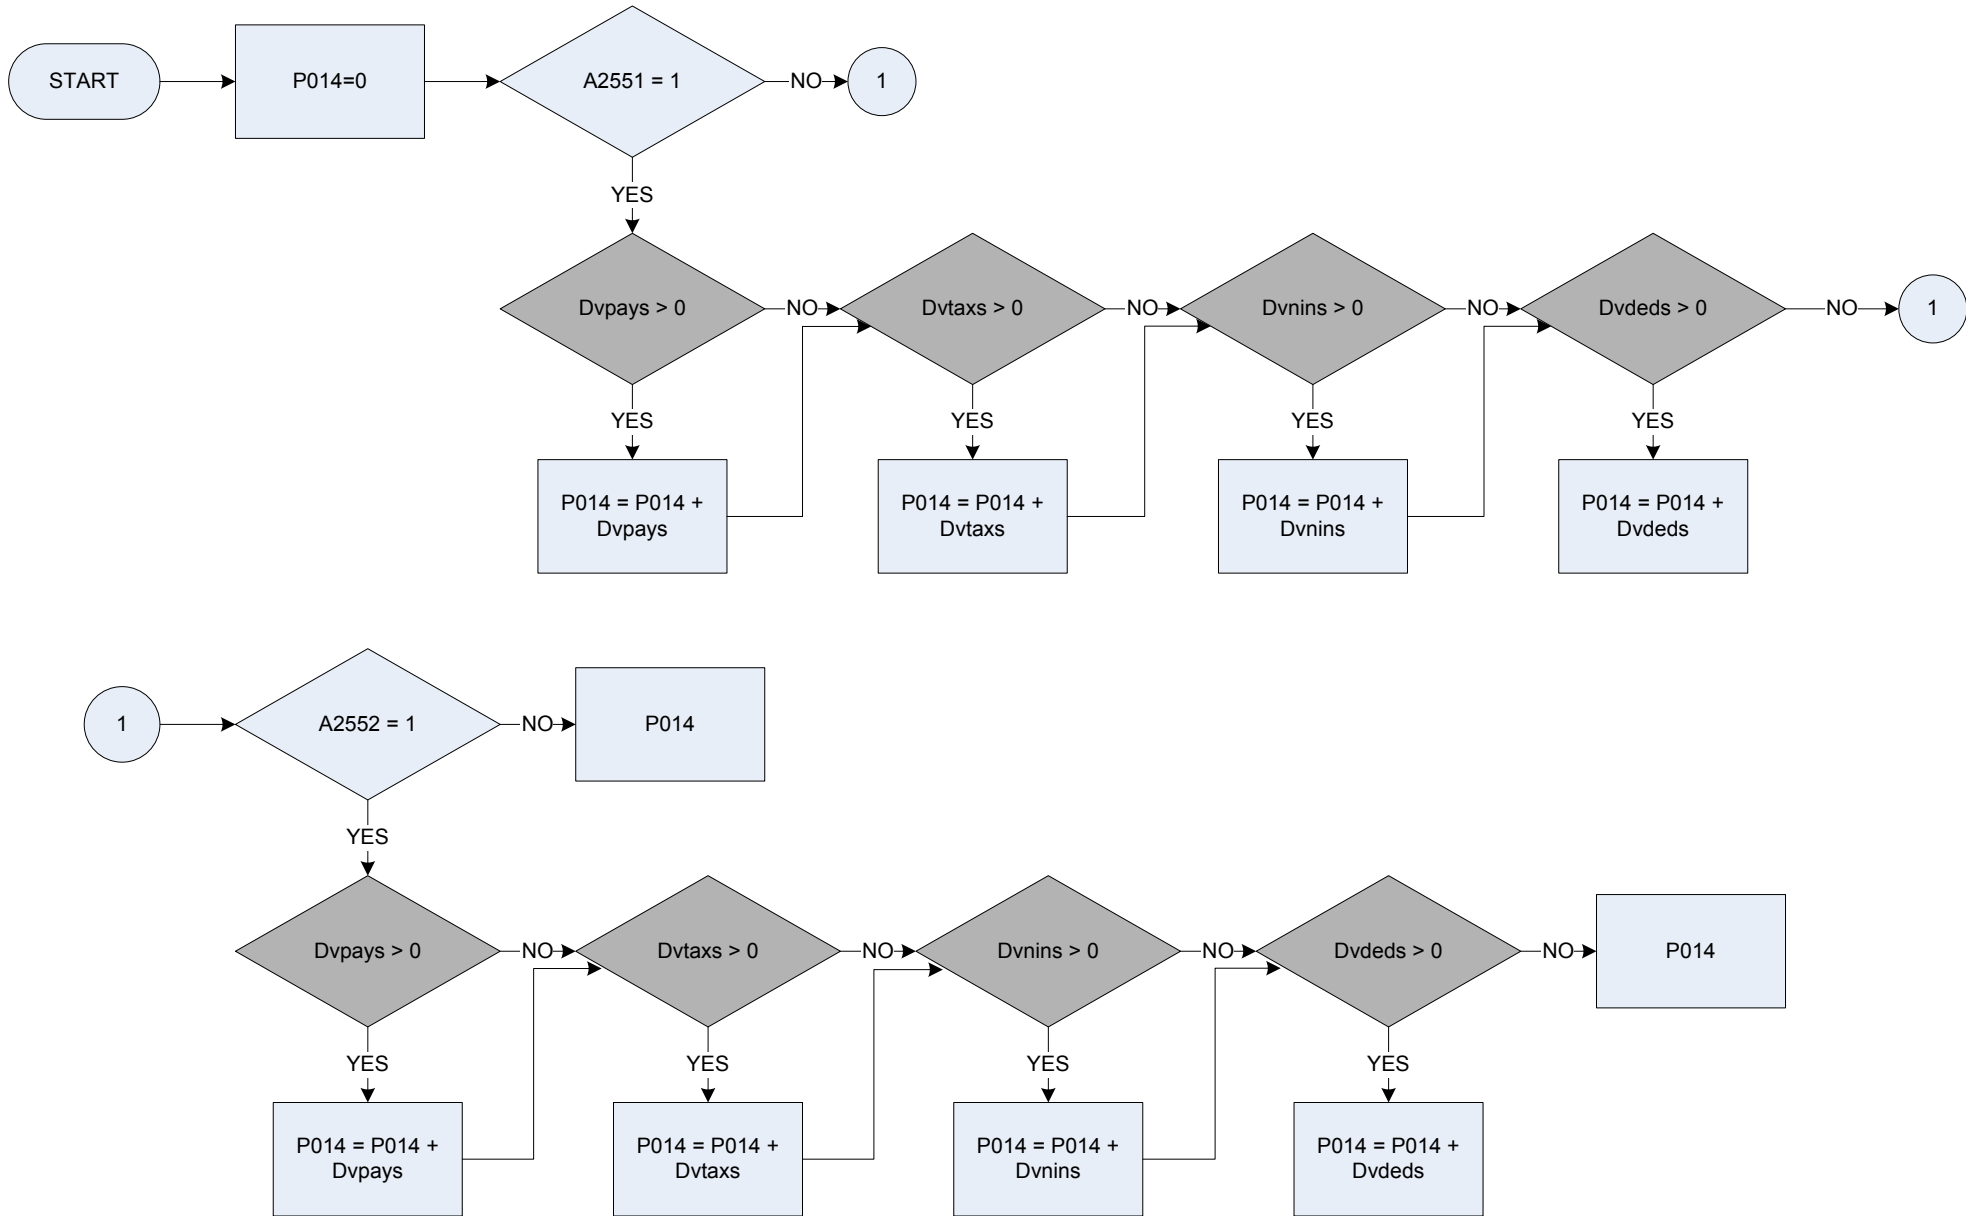 START
P014=0
A2551 = 1
NO
1
YES
Dvpays > 0
NO
Dvtaxs > 0
NO
Dvnins > 0
NO
Dvdeds > 0
NO
1
YES
YES
YES
YES
P014 = P014 +
Dvpays
P014 = P014 +
Dvtaxs
P014 = P014 +
Dvnins
P014 = P014 +
Dvdeds
1
A2552 = 1
NO
P014
YES
Dvpays > 0
NO
Dvtaxs > 0
NO
Dvnins > 0
NO
Dvdeds > 0
NO
P014
YES
YES
YES
YES
P014 = P014 +
Dvpays
P014 = P014 +
Dvtaxs
P014 = P014 +
Dvnins
P014 = P014 +
Dvdeds